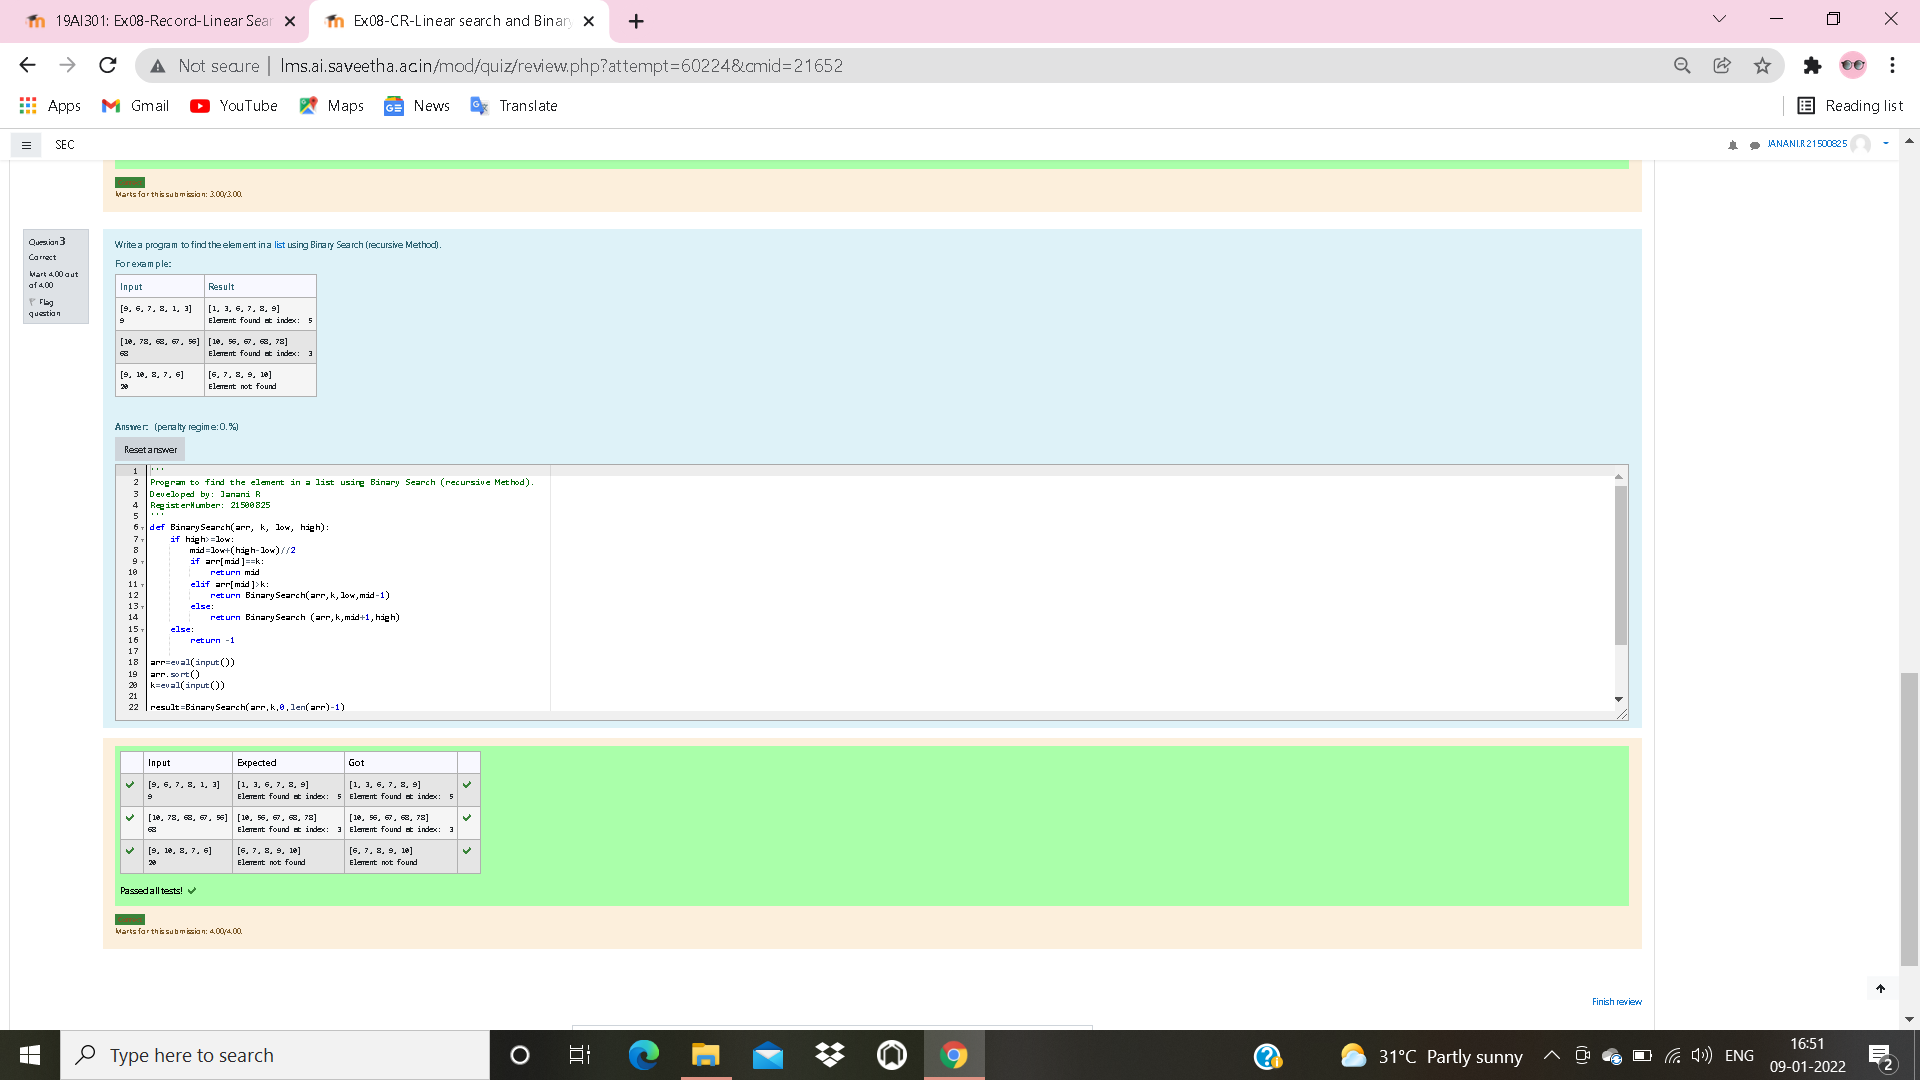 19AI301: Ex08-Record-Linear Sear
Ex08-CR-Linear search and Binary
Not secure | lms.ai.saveetha.ac.in/mod/quiz/review.php?attempt=60224&cmid=21652
Apps Gmail YouTube Maps News Translate Reading list
SEC JANANI.R 21500825
Marks for this submission: 3.00/3.00.
Question 3
Correct
Mark 4.00 out
of 4.00
Flag
question
Write a program to find the element in a list using Binary Search (recursive Method).
For example:
Input Result
[9, 6, 7, 8, 1, 3] [1, 3, 6, 7, 8, 9]
9 Element found at index: 5
[10, 78, 68, 67, 56] [10, 56, 67, 68, 78]
68 Element found at index: 3
[9, 10, 8, 7, 6] [6, 7, 8, 9, 10]
20 Element not found
Answer: (penalty regime: 0 %)
Reset answer
1 '''
2 Program to find the element in a list using Binary Search (recursive Method).
3 Developed by: Janani R
4 RegisterNumber: 21500825
5 '''
6 def BinarySearch(arr, k, low, high):
7 if high>=low:
8 mid=low+(high-low)//2
9 if arr[mid]==k:
10 return mid
11 elif arr[mid]>k:
12 return BinarySearch(arr,k,low,mid-1)
13 else:
14 return BinarySearch (arr,k,mid+1,high)
15 else:
16 return -1
17
18 arr=eval(input())
19 arr.sort()
20 k=eval(input())
21
22 result=BinarySearch(arr,k,0,len(arr)-1)
Input Expected Got
[9, 6, 7, 8, 1, 3] [1, 3, 6, 7, 8, 9] [1, 3, 6, 7, 8, 9]
9 Element found at index: 5 Element found at index: 5
[10, 78, 68, 67, 56] [10, 56, 67, 68, 78] [10, 56, 67, 68, 78]
68 Element found at index: 3 Element found at index: 3
[9, 10, 8, 7, 6] [6, 7, 8, 9, 10] [6, 7, 8, 9, 10]
20 Element not found Element not found
Passed all tests!
Marks for this submission: 4.00/4.00.
Finish review
Type here to search
31°C Partly sunny
ENG
16:51
09-01-2022
2